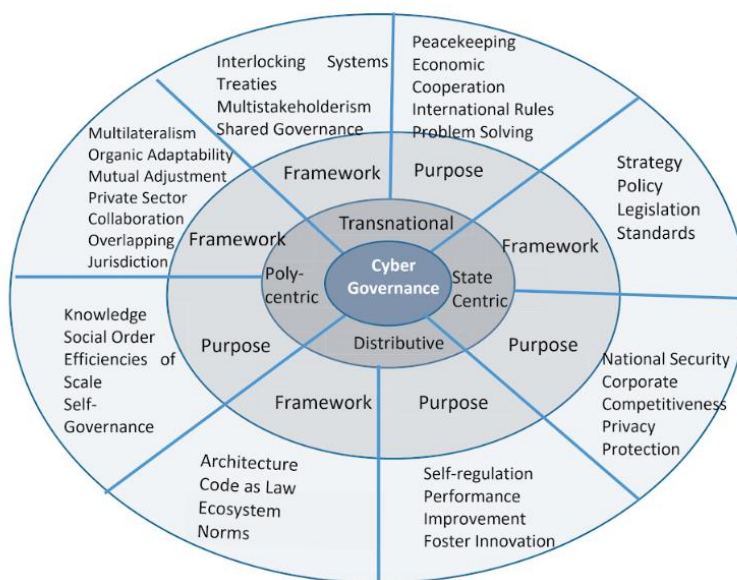 Interlocking Systems
Treaties
Multistakeholderism
Shared Governance
Peacekeeping
Economic
Cooperation
International Rules
Problem Solving
Multilateralism
Organic Adaptability
Mutual Adjustment
Private Sector
Collaboration
Overlapping
Jurisdiction
Strategy
Policy
Legislation
Standards
Framework
Purpose
Framework
Framework
Transnational
Cyber
Governance
Poly-
centric
State
Centric
Distributive
Purpose
Purpose
Framework
Purpose
Knowledge
Social Order
Efficiencies of
Scale
Self-
Governance
National Security
Corporate
Competitiveness
Privacy
Protection
Architecture
Code as Law
Ecosystem
Norms
Self-regulation
Performance
Improvement
Foster Innovation